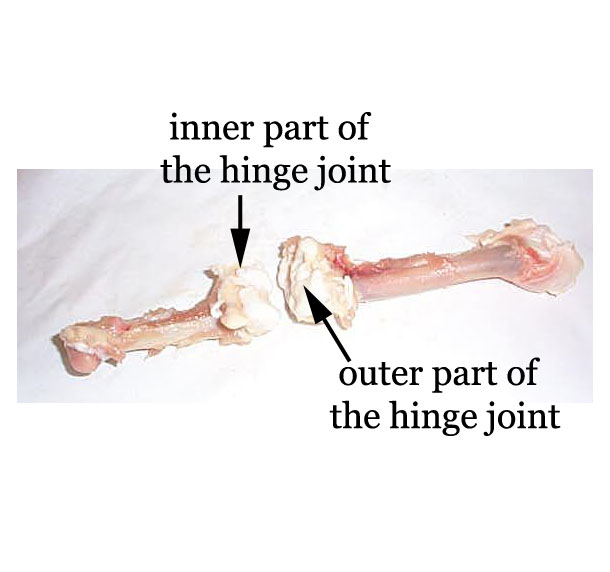 inner part of
the hinge joint
outer part of
the hinge joint